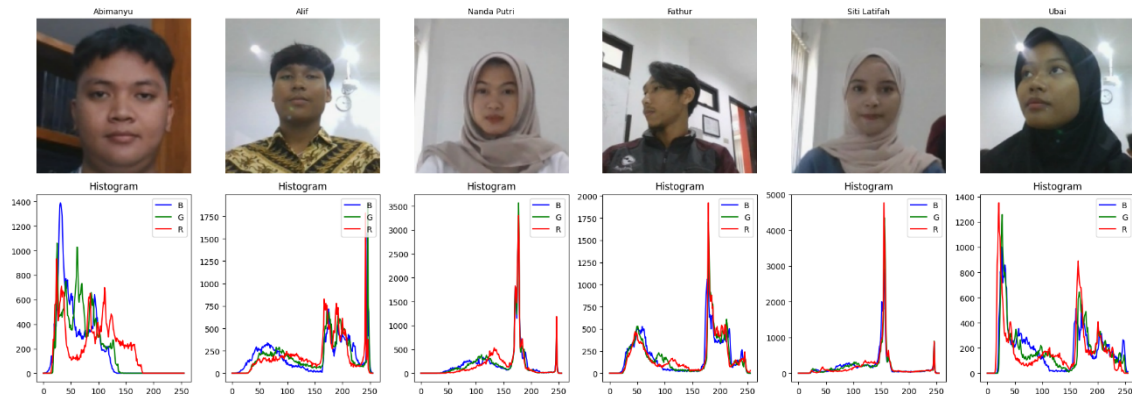 Abimanyu
Alif
Nanda Putri
Fathur
Siti Latifah
Ubai
Histogram
Histogram
Histogram
Histogram
Histogram
Histogram
1400
1200
1000
800
600
400
200
0
0 50 100 150 200 250
B
G
R
1750
1500
1250
1000
750
500
250
0
0 50 100 150 200 250
B
G
R
3500
3000
2500
2000
1500
1000
500
0
0 50 100 150 200 250
B
G
R
2000
1750
1500
1250
1000
750
500
250
0
0 50 100 150 200 250
B
G
R
5000
4000
3000
2000
1000
0
0 50 100 150 200 250
B
G
R
1400
1200
1000
800
600
400
200
0
0 50 100 150 200 250
B
G
R